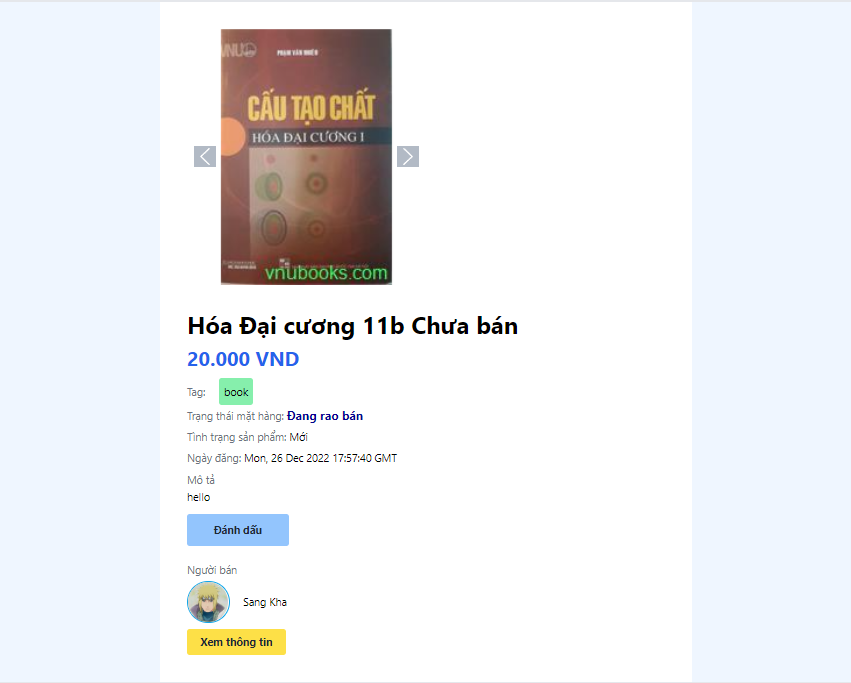 VNU
PHẠM VĂN NHIÊU
CẤU TẠO CHẤT
HÓA ĐẠI CƯƠNG 1
vnubooks.com
Hóa Đại cương 11b Chưa bán
20.000 VND
Tag: book
Trạng thái mặt hàng: Đang rao bán
Tình trạng sản phẩm: Mới
Ngày đăng: Mon, 26 Dec 2022 17:57:40 GMT
Mô tả
hello
Đánh dấu
Người bán
Sang Kha
Xem thông tin